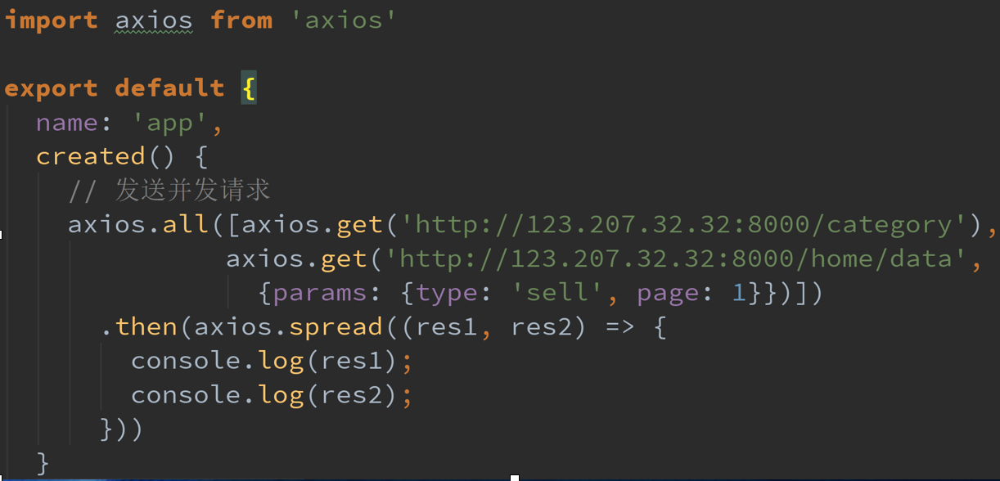 import axios from 'axios'
export default {
name: 'app',
created() {
// 发送并发请求
axios.all([axios.get('http://123.207.32.32:8000/category'),
axios.get('http://123.207.32.32:8000/home/data',
{params: {type: 'sell', page: 1}})])
.then(axios.spread((res1, res2) => {
console.log(res1);
console.log(res2);
}))
}